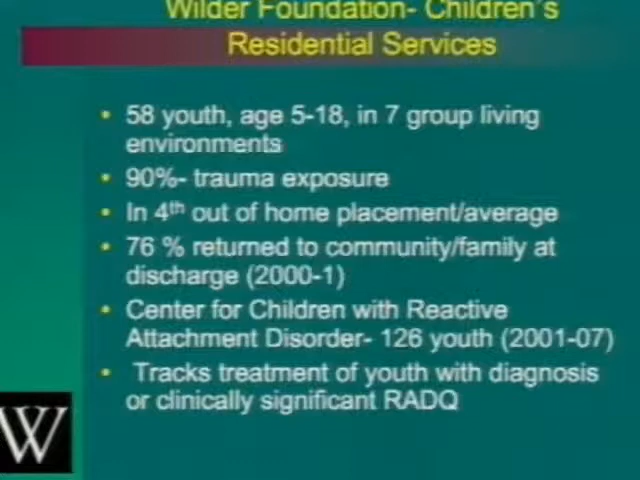 Wilder Foundation- Children's
Residential Services
• 58 youth, age 5-18, in 7 group living
environments
• 90%- trauma exposure
• In 4th out of home placement/average
• 76 % returned to community/family at
discharge (2000-1)
• Center for Children with Reactive
Attachment Disorder- 126 youth (2001-07)
• Tracks treatment of youth with diagnosis
or clinically significant RADQ
W